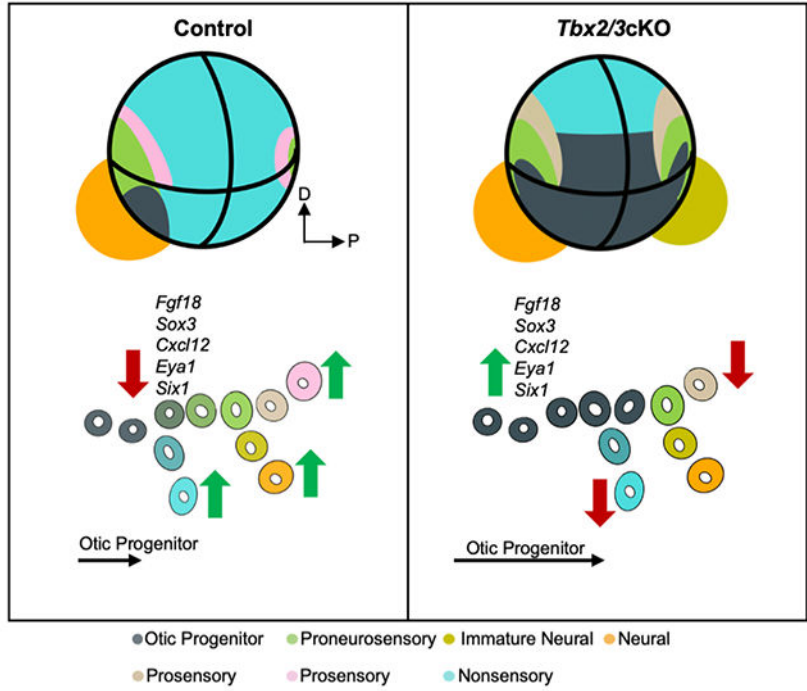 Control
D
P
Fgf18
Sox3
Cxcl12
Eya1
Six1
Otic Progenitor
Tbx2/3cKO
Fgf18
Sox3
Cxcl12
Eya1
Six1
Otic Progenitor
Otic Progenitor Proneurosensory Immature Neural Neural
Prosensory Prosensory Nonsensory